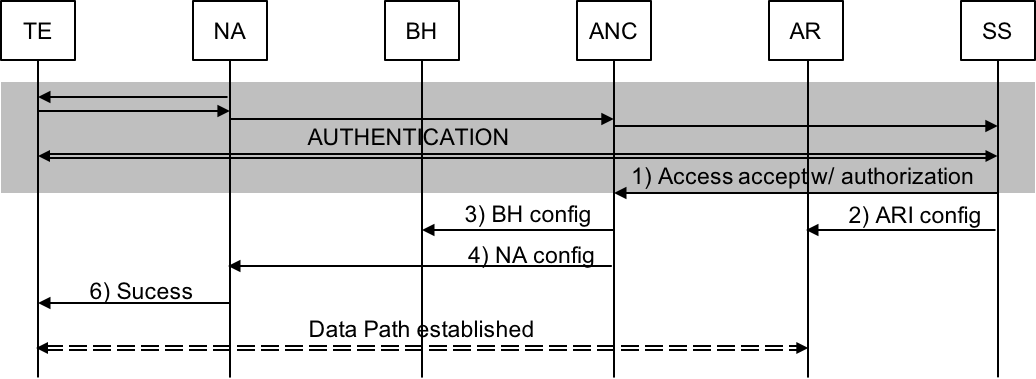 TE
NA
BH
ANC
AR
SS
AUTHENTICATION
1) Access accept w/ authorization
3) BH config
2) ARI config
4) NA config
6) Sucess
Data Path established